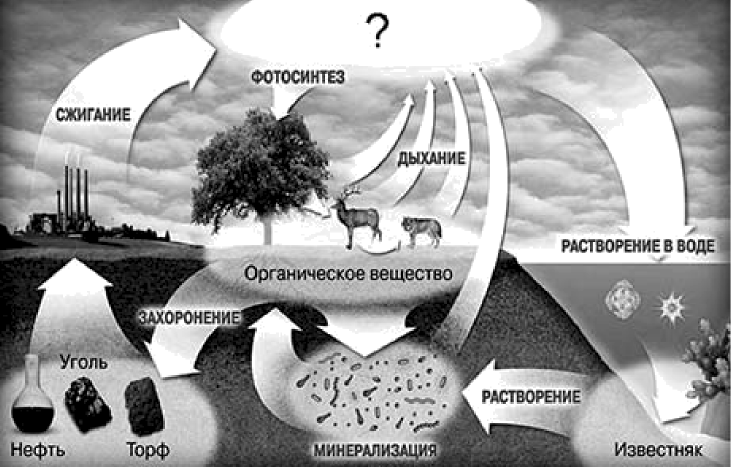 ?
ФОТОСИНТЕЗ
СЖИГАНИЕ
ДЫХАНИЕ
РАСТВОРЕНИЕ В ВОДЕ
Органическое вещество
ЗАХОРОНЕНИЕ
Уголь
РАСТВОРЕНИЕ
Нефть
Торф
МИНЕРАЛИЗАЦИЯ
Известняк